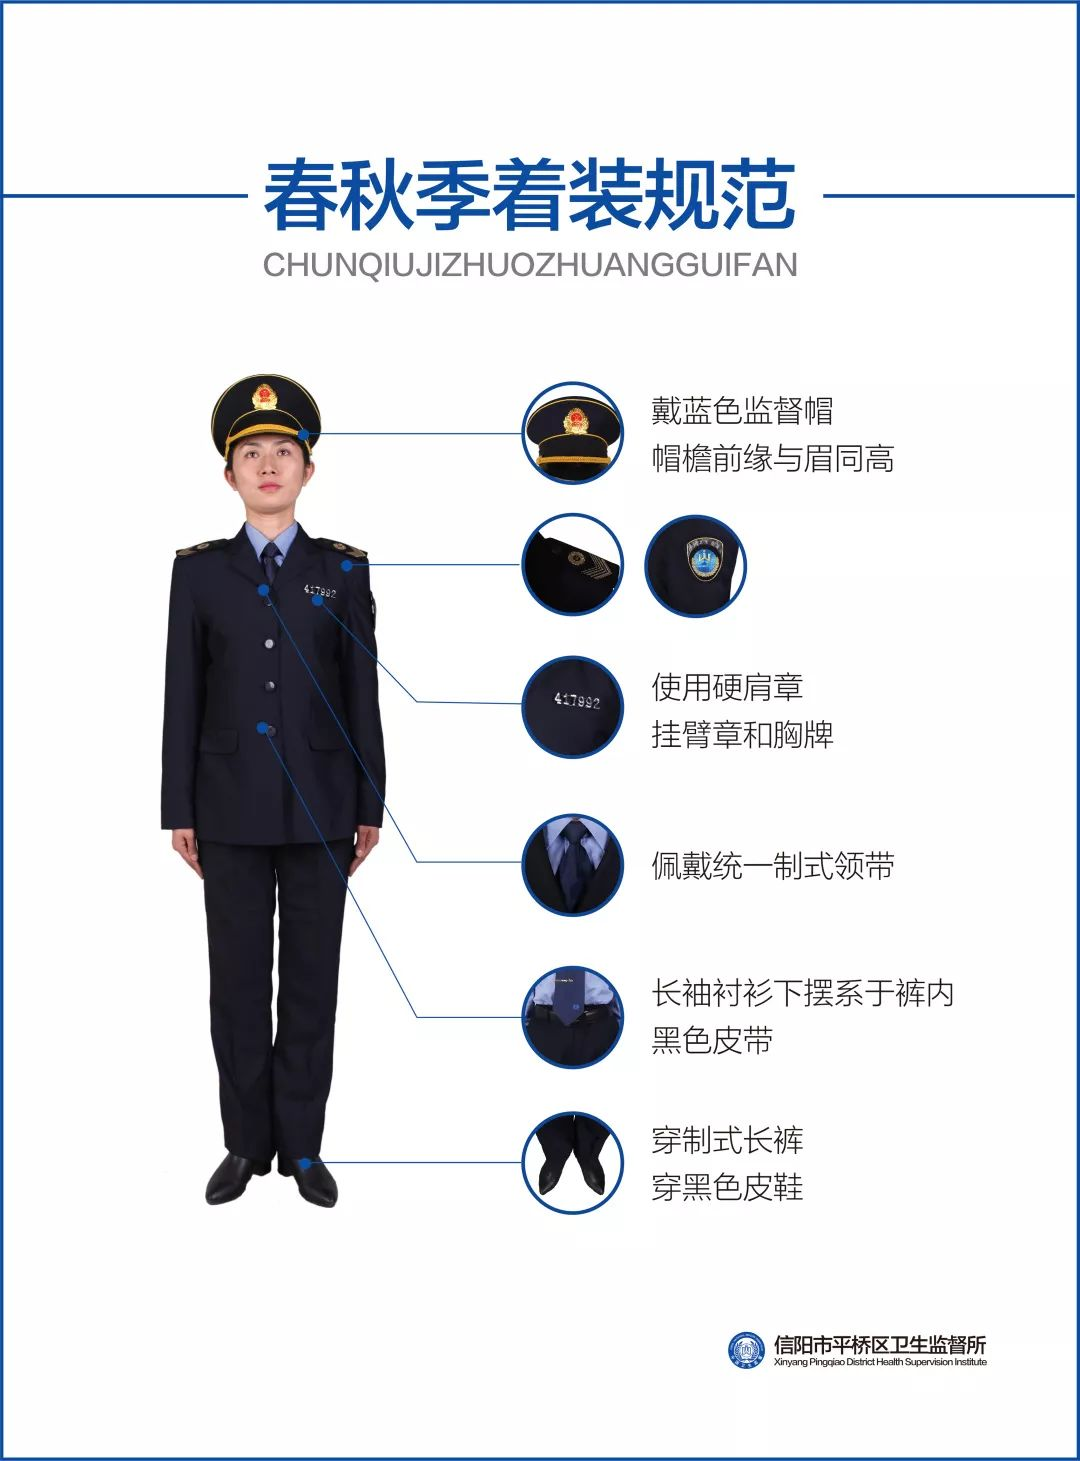 春秋季着装规范
CHUNQIUJIZHUOZHUANGGUIFAN
戴蓝色监督帽
帽檐前缘与眉同高
417992
417992
使用硬肩章
挂臂章和胸牌
佩戴统一制式领带
长袖衬衫下摆系于裤内
黑色皮带
穿制式长裤
穿黑色皮鞋
信阳市平桥区卫生监督所
Xinyang Pingqiao District Health Supervision Institute